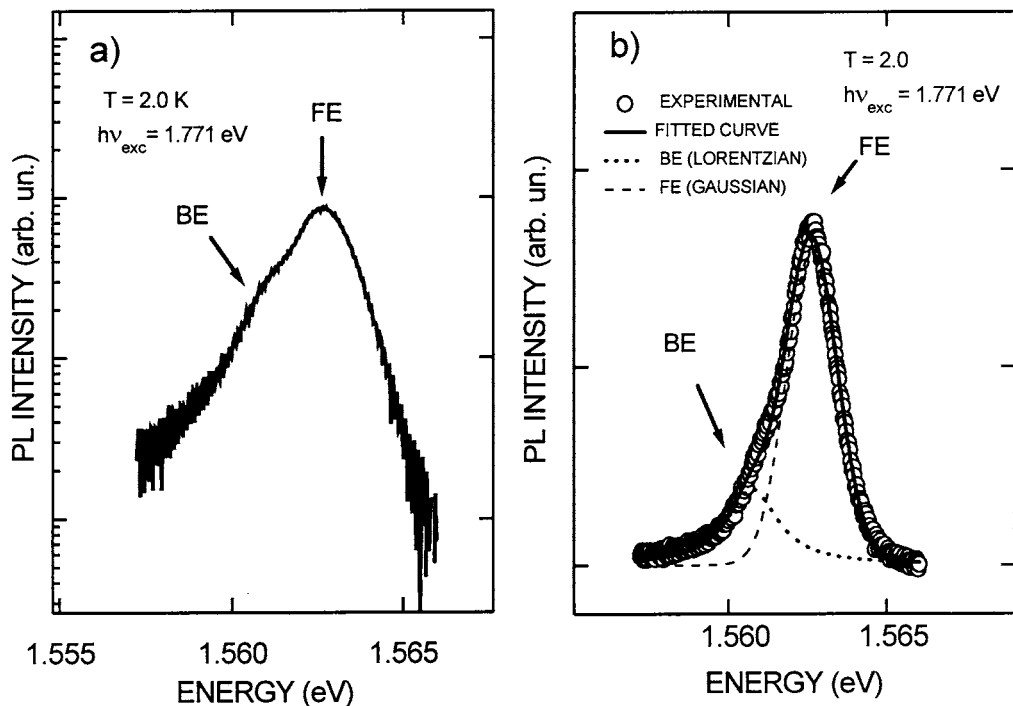 a)
T = 2.0 K
hνexc = 1.771 eV
FE
BE
PL INTENSITY (arb. un.)
1.555 1.560 1.565
ENERGY (eV)
b)
T = 2.0
hνexc = 1.771 eV
EXPERIMENTAL
FITTED CURVE
BE (LORENTZIAN)
FE (GAUSSIAN)
FE
BE
PL INTENSITY (arb. un.)
1.560 1.565
ENERGY (eV)